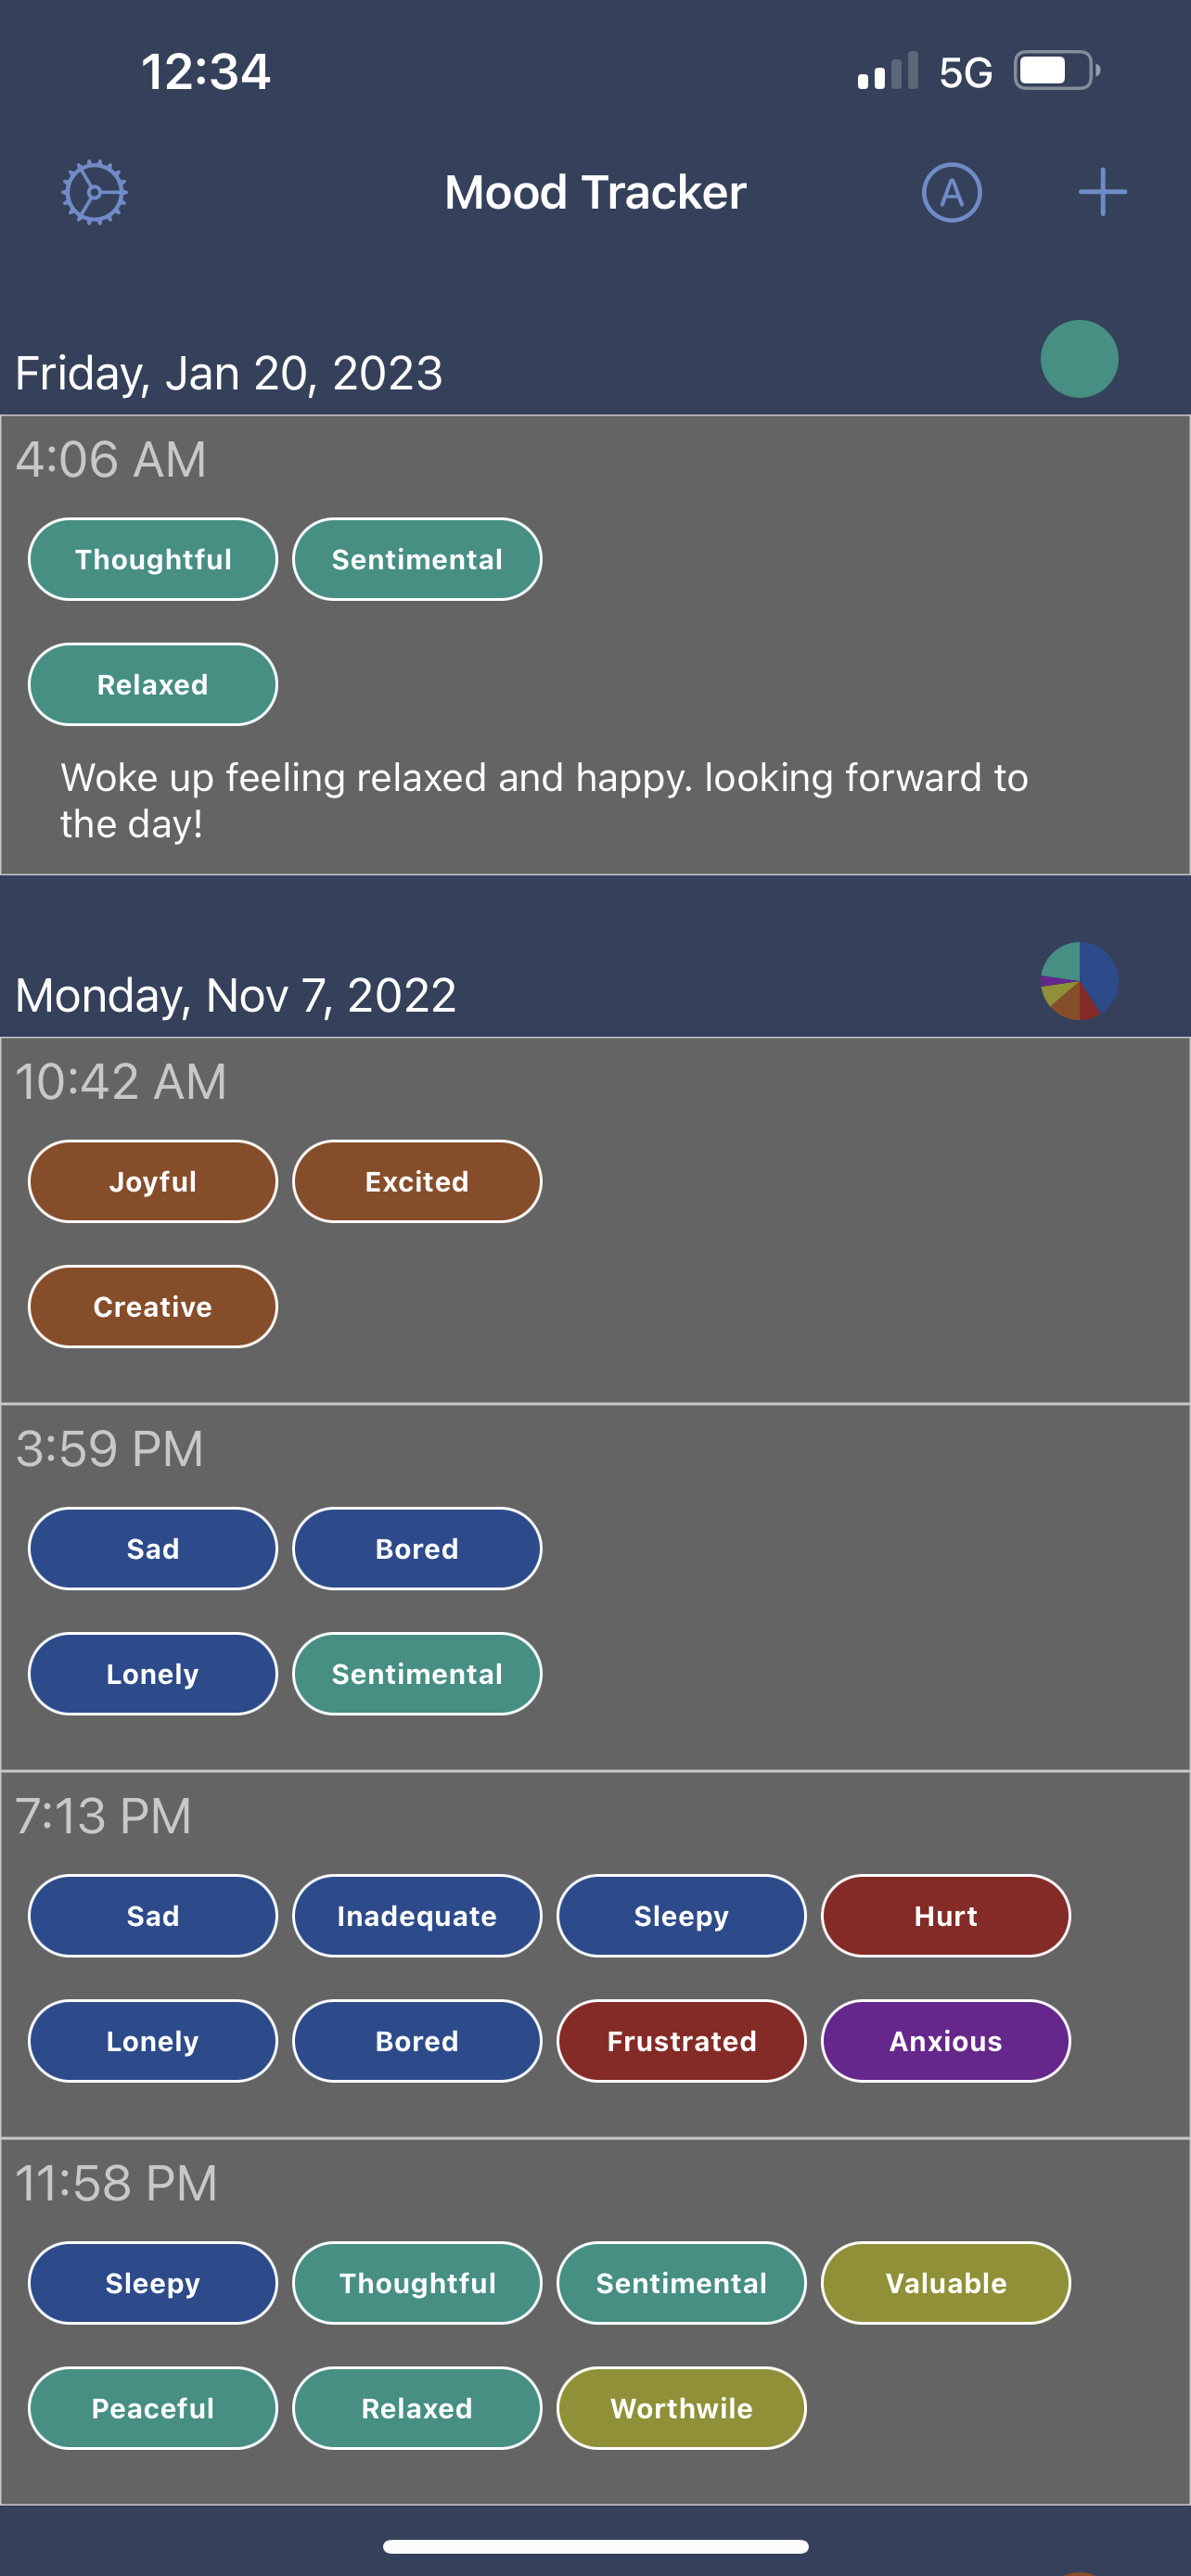 12:34 5G
Mood Tracker A
Friday, Jan 20, 2023
4:06 AM
Thoughtful Sentimental
Relaxed
Woke up feeling relaxed and happy. looking forward to
the day!
Monday, Nov 7, 2022
10:42 AM
Joyful Excited
Creative
3:59 PM
Sad Bored
Lonely Sentimental
7:13 PM
Sad Inadequate Sleepy Hurt
Lonely Bored Frustrated Anxious
11:58 PM
Sleepy Thoughtful Sentimental Valuable
Peaceful Relaxed Worthwile